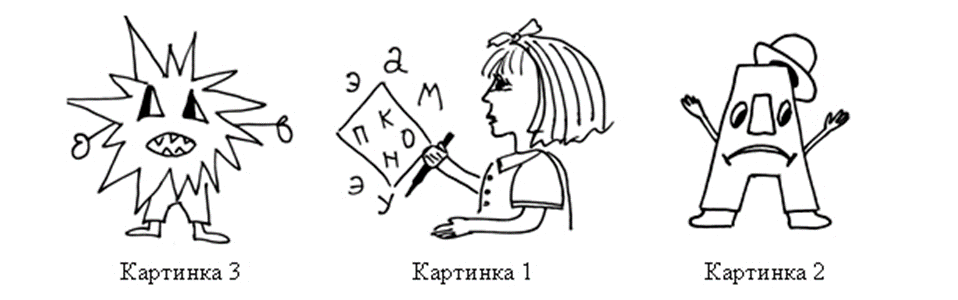 Э а М
П К О Н
Э У
Картинка 3
Картинка 1
Картинка 2